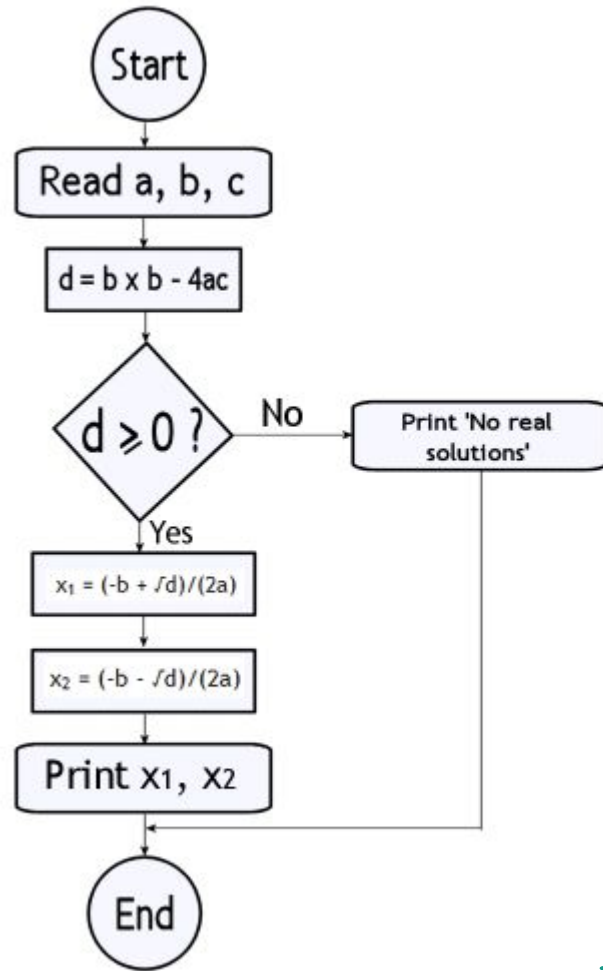 Start
Read a, b, c
d = b x b - 4ac
d ⩾ 0 ?
No
Print 'No real
solutions'
Yes
x₁ = (-b + √d)/(2a)
x₂ = (-b - √d)/(2a)
Print x₁, x₂
End